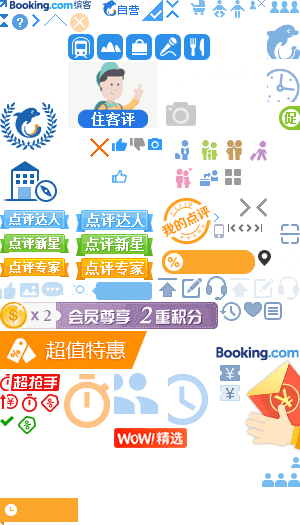 Booking.com 缤客
自营
住客评
促
点评达人
点评达人
点评新星
点评新星
点评专家
点评专家
我的点评
%
$ x 2 会员尊享 2 重积分
% 超值特惠
Booking.com
超抢手
¥
¥
¥
WOW!精选